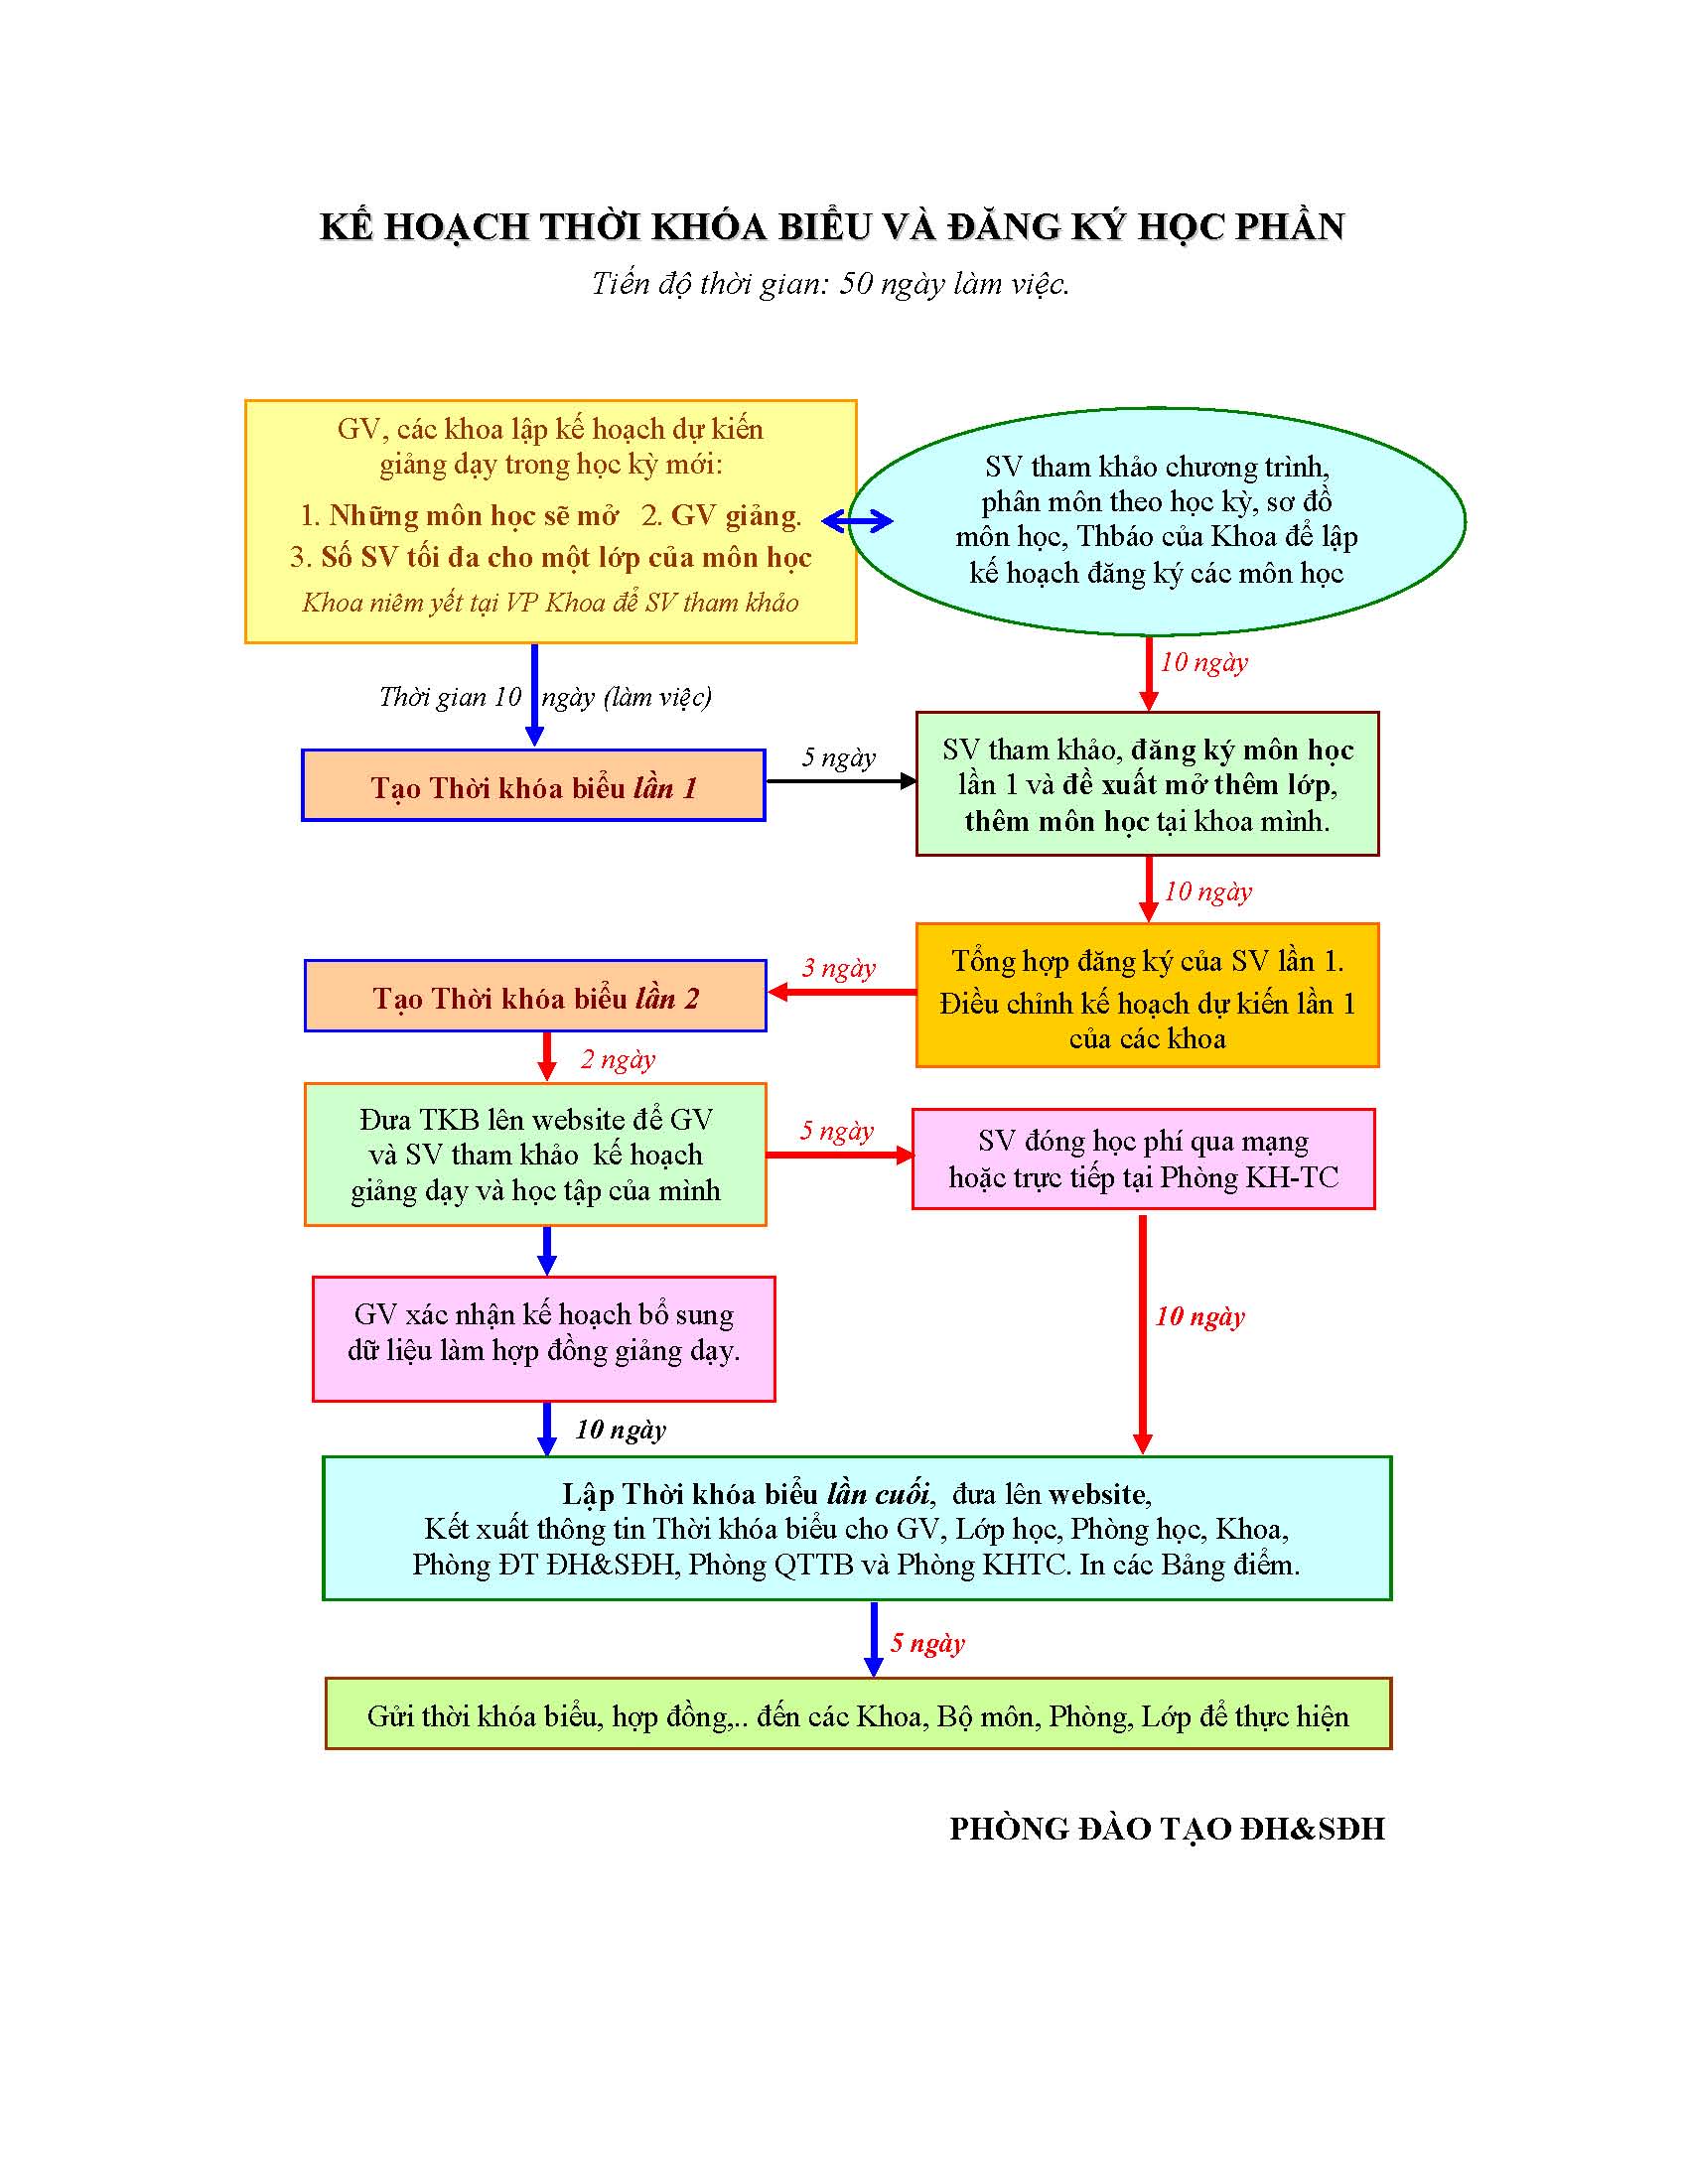 KẾ HOẠCH THỜI KHÓA BIỂU VÀ ĐĂNG KÝ HỌC PHẦN
Tiến độ thời gian: 50 ngày làm việc.
GV, các khoa lập kế hoạch dự kiến
giảng dạy trong học kỳ mới:
1. Những môn học sẽ mở 2. GV giảng.
3. Số SV tối đa cho một lớp của môn học
Khoa niêm yết tại VP Khoa để SV tham khảo
SV tham khảo chương trình,
phân môn theo học kỳ, sơ đồ
môn học, Thbáo của Khoa để lập
kế hoạch đăng ký các môn học
10 ngày
Thời gian 10 ngày (làm việc)
Tạo Thời khóa biểu lần 1
5 ngày
SV tham khảo, đăng ký môn học
lần 1 và đề xuất mở thêm lớp,
thêm môn học tại khoa mình.
10 ngày
Tổng hợp đăng ký của SV lần 1.
Điều chỉnh kế hoạch dự kiến lần 1
của các khoa
3 ngày
Tạo Thời khóa biểu lần 2
2 ngày
Đưa TKB lên website để GV
và SV tham khảo kế hoạch
giảng dạy và học tập của mình
5 ngày
SV đóng học phí qua mạng
hoặc trực tiếp tại Phòng KH-TC
GV xác nhận kế hoạch bổ sung
dữ liệu làm hợp đồng giảng dạy.
10 ngày
10 ngày
Lập Thời khóa biểu lần cuối, đưa lên website,
Kết xuất thông tin Thời khóa biểu cho GV, Lớp học, Phòng học, Khoa,
Phòng ĐT ĐH&SĐH, Phòng QTTB và Phòng KHTC. In các Bảng điểm.
5 ngày
Gửi thời khóa biểu, hợp đồng,.. đến các Khoa, Bộ môn, Phòng, Lớp để thực hiện
PHÒNG ĐÀO TẠO ĐH&SĐH